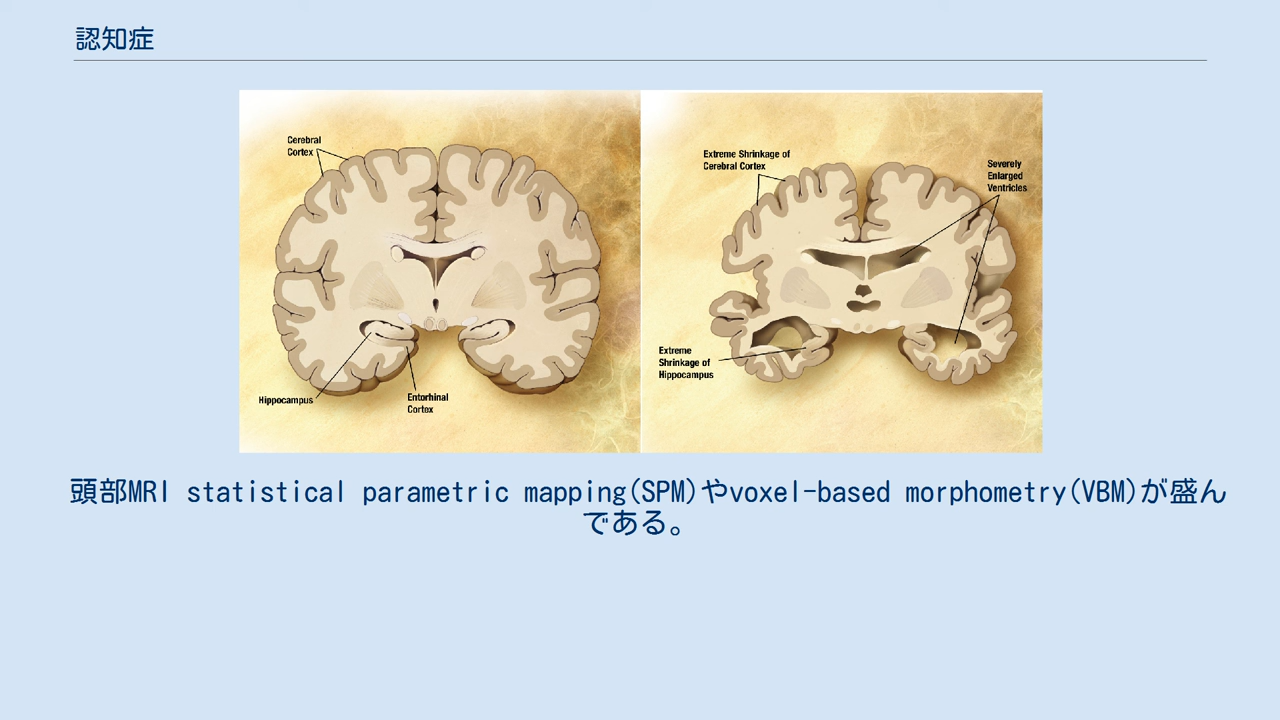 認知症
Cerebral
Cortex
Hippocampus
Entorhinal
Cortex
Extreme Shrinkage of
Cerebral Cortex
Severely
Enlarged
Ventricles
Extreme
Shrinkage of
Hippocampus
頭部MRI statistical parametric mapping(SPM)やvoxel-based morphometry(VBM)が盛ん
である。